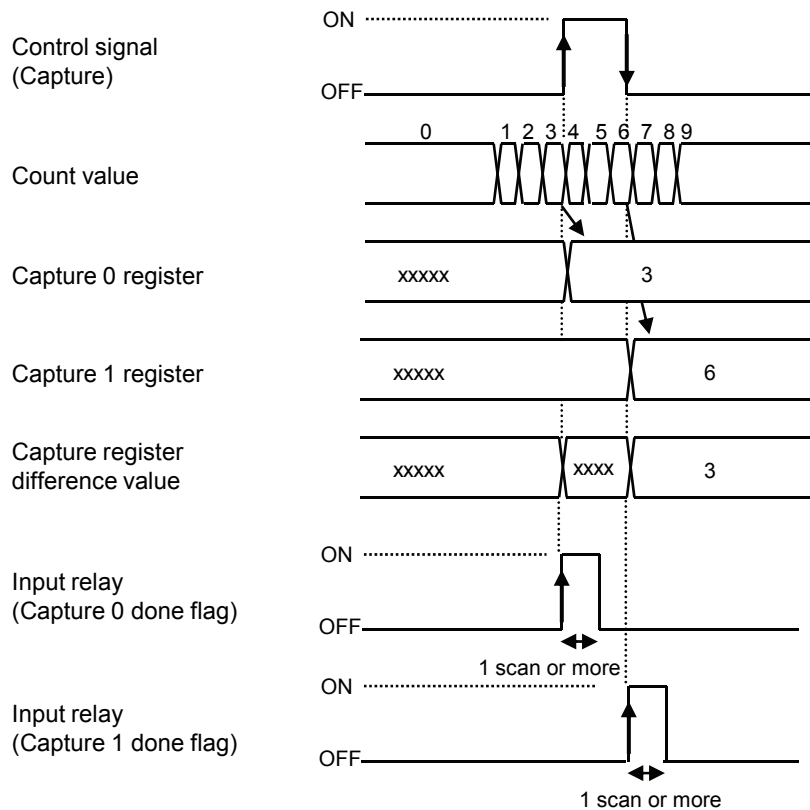 ON
Control signal
(Capture)
OFF
0 1 2 3 4 5 6 7 8 9
Count value
Capture 0 register
xxxxx 3
Capture 1 register
xxxxx 6
Capture register
difference value
xxxxx xxxx 3
ON
Input relay
(Capture 0 done flag)
OFF
1 scan or more
ON
Input relay
(Capture 1 done flag)
OFF
1 scan or more